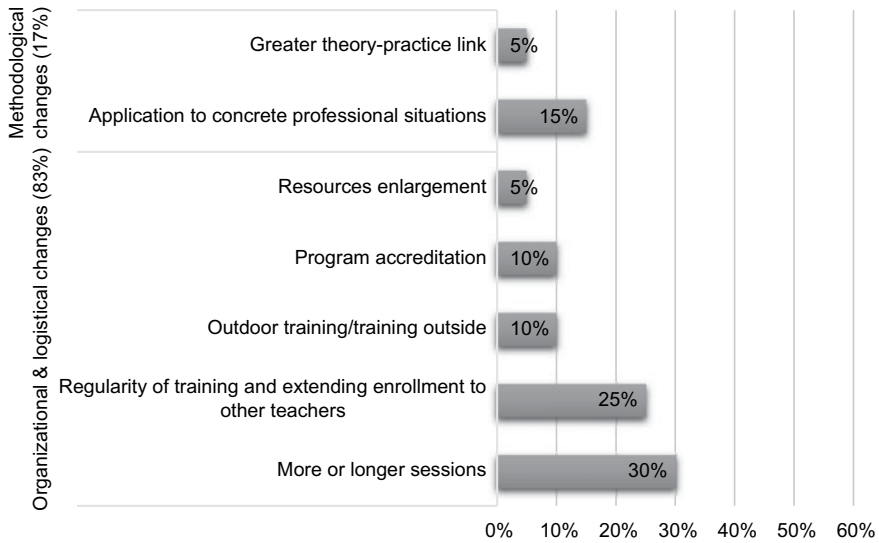 Methodological
changes (17%)
Greater theory-practice link 5%
Application to concrete professional situations 15%
Organizational & logistical changes (83%)
Resources enlargement 5%
Program accreditation 10%
Outdoor training/training outside 10%
Regularity of training and extending enrollment to
other teachers 25%
More or longer sessions 30%
0% 10% 20% 30% 40% 50% 60%